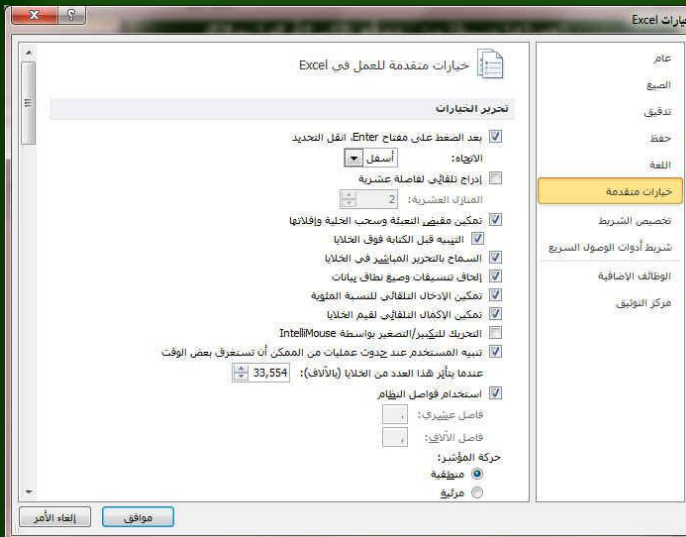 خيارات Excel
عام
الصيغ
تدقيق
حفظ
اللغة
خيارات متقدمة
تخصيص الشريط
شريط أدوات الوصول السريع
الوظائف الإضافية
مركز التوثيق
خيارات متقدمة للعمل في Excel
تحرير الخيارات
بعد الضغط على مفتاح Enter، انقل التحديد
الاتجاه: أسفل
إدراج تلقائي لفاصلة عشرية
المنازل العشرية: 2
تمكين مقبض التعبئة وسحب الخلية وإفلاتها
التنبيه قبل الكتابة فوق الخلايا
السماح بالتحرير المباشر في الخلايا
إلحاق تنسيقات وصيغ نطاق بيانات
تمكين الإدخال التلقائي للنسبة المئوية
تمكين الإكمال التلقائي لقيم الخلايا
التحريك للتكبير/التصغير بواسطة IntelliMouse
تنبيه المستخدم عند حدوث عمليات من الممكن أن تستغرق بعض الوقت
عندما يتأثر هذا العدد من الخلايا (بالآلاف): 33,554
استخدام فواصل النظام
فاصل عشري: .
فاصل الآلاف: ,
حركة المؤشر:
منطقية
مرئية
موافق
إلغاء الأمر